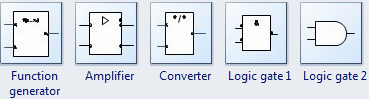 * / *
&
Function Amplifier Converter Logic gate 1 Logic gate 2
generator